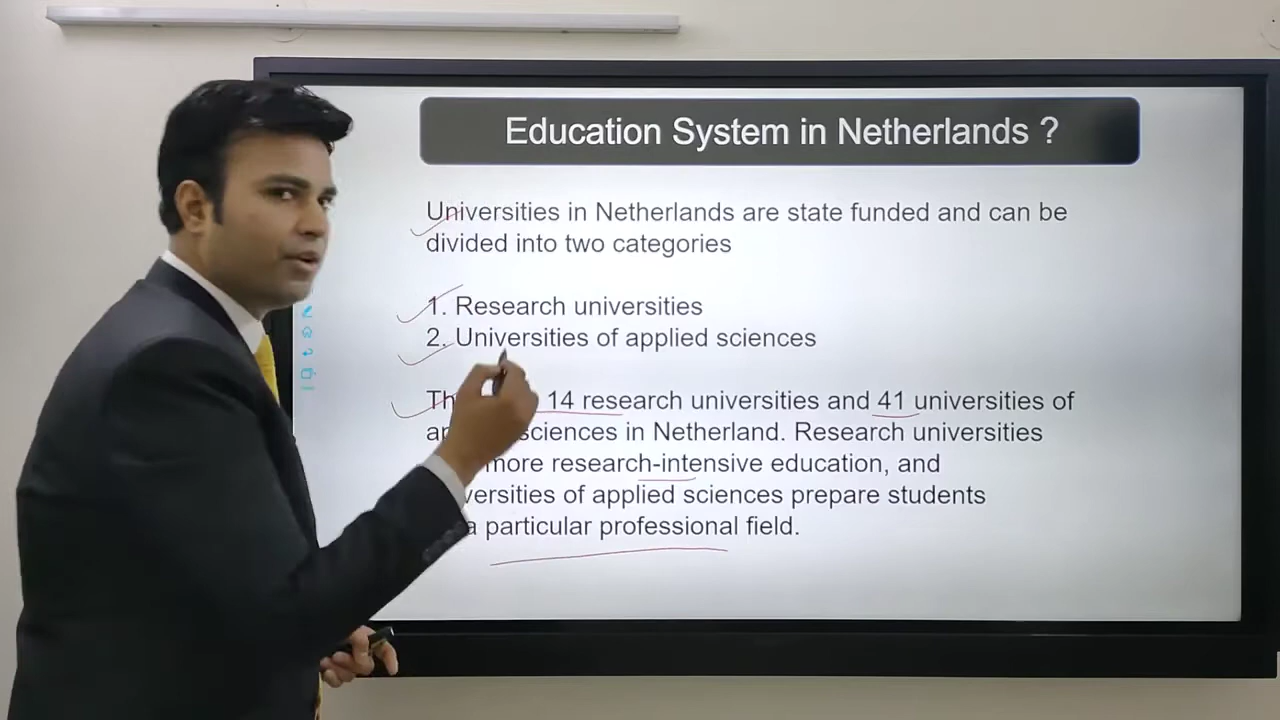 Education System in Netherlands ?
Universities in Netherlands are state funded and can be
divided into two categories
1. Research universities
2. Universities of applied sciences
14 research universities and 41 universities of
sciences in Netherland. Research universities
more research-intensive education, and
of applied sciences prepare students
a particular professional field.